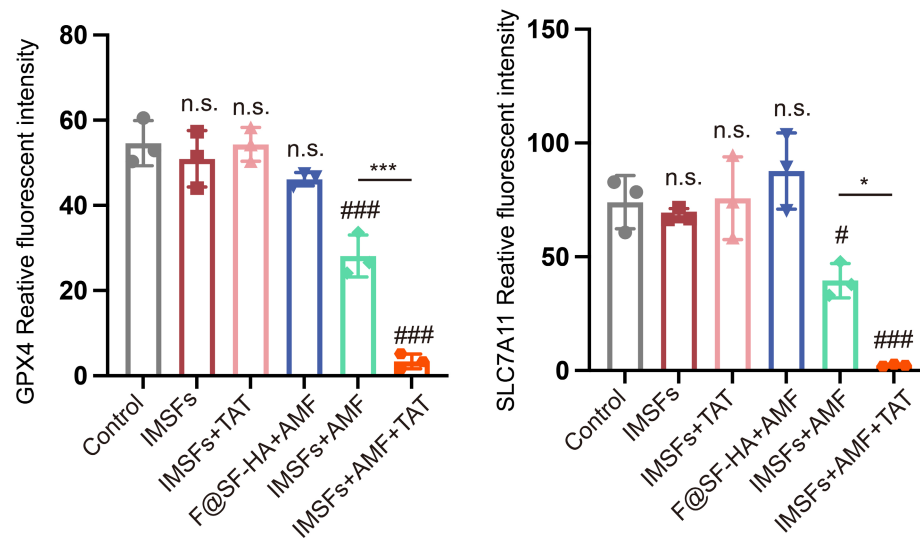 GPX4 Reative fluorescent intensity
80
60
40
20
0
n.s.
n.s.
n.s.
***
###
###
Control
IMSFs
IMSFs+TAT
F@SF-HA+AMF
IMSFs+AMF
IMSFs+AMF+TAT
SLC7A11 Reative fluorescent intensity
150
100
50
0
n.s.
n.s.
n.s.
*
#
###
Control
IMSFs
IMSFs+TAT
F@SF-HA+AMF
IMSFs+AMF
IMSFs+AMF+TAT